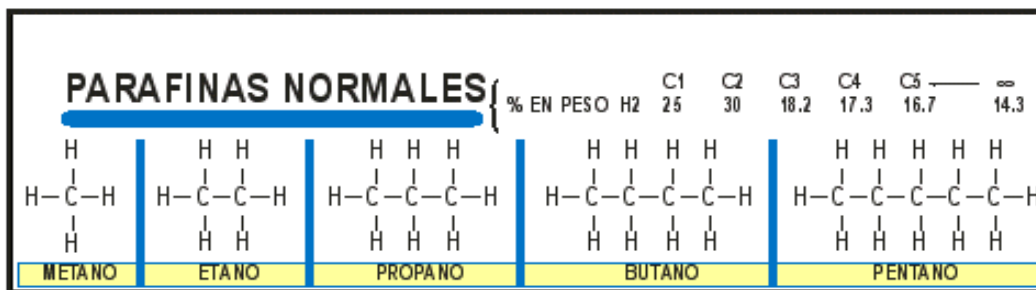 PARAFINAS NORMALES
C1 C2 C3 C4 C5 —— ∞
% EN PESO H2 25 30 18.2 17.3 16.7 14.3
H H H H H H H H H H H H H H H
H—C—H H—C—C—H H—C—C—C—H H—C—C—C—C—H H—C—C—C—C—C—H
H H H H H H H H H H H H H H H
METANO ETANO PROPANO BUTANO PENTANO